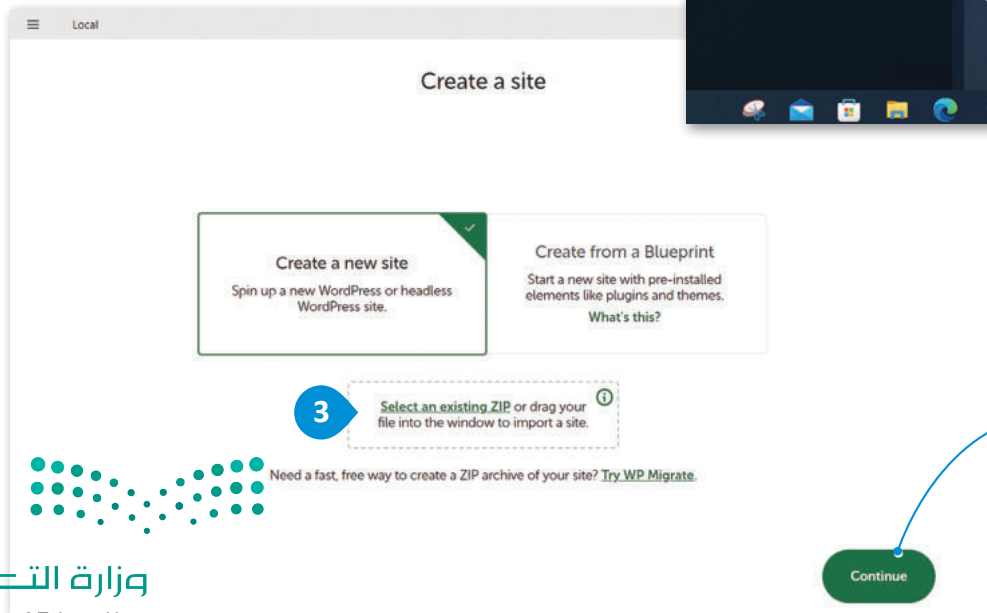 Local
Create a site
Create a new site
Spin up a new WordPress or headless
WordPress site.
Create from a Blueprint
Start a new site with pre-installed
elements like plugins and themes.
What's this?
3
Select an existing ZIP or drag your
file into the window to import a site.
Need a fast, free way to create a ZIP archive of your site? Try WP Migrate.
Continue
وزارة التـ